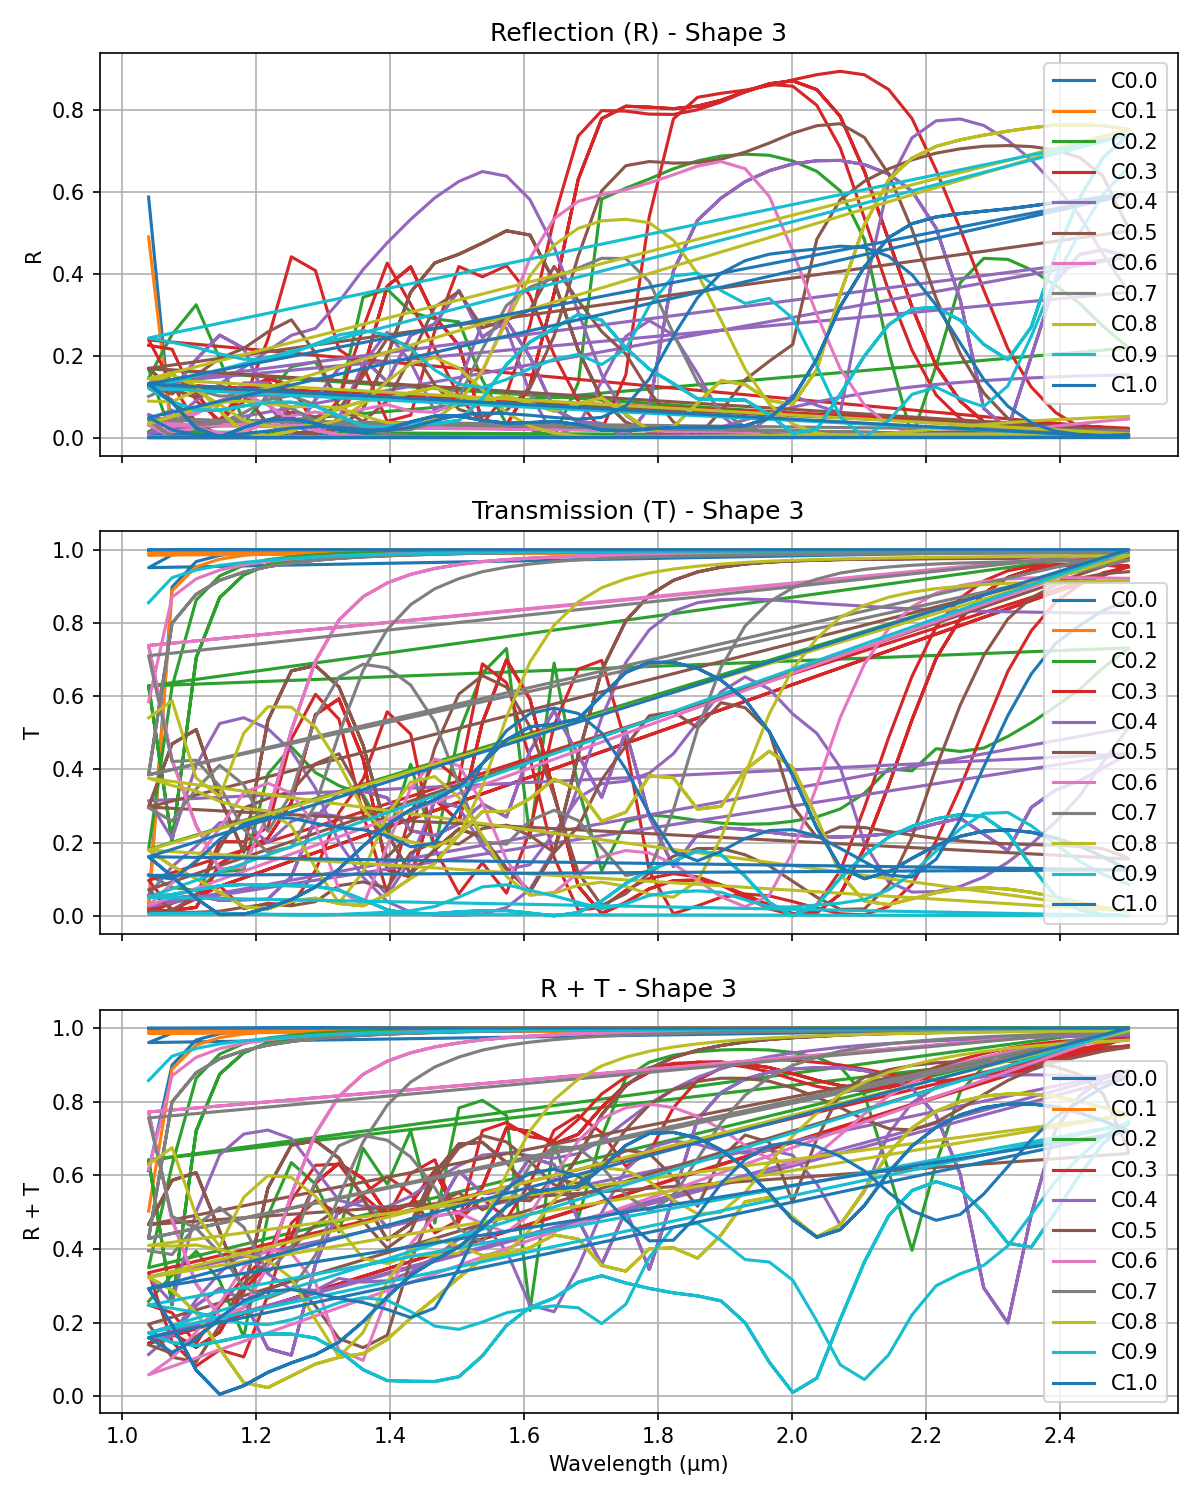 Reflection (R) - Shape 3
0.8
0.6
0.4
0.2
0.0
R
C0.0
C0.1
C0.2
C0.3
C0.4
C0.5
C0.6
C0.7
C0.8
C0.9
C1.0
Transmission (T) - Shape 3
1.0
0.8
0.6
0.4
0.2
0.0
T
C0.0
C0.1
C0.2
C0.3
C0.4
C0.5
C0.6
C0.7
C0.8
C0.9
C1.0
R + T - Shape 3
1.0
0.8
0.6
0.4
0.2
0.0
R + T
C0.0
C0.1
C0.2
C0.3
C0.4
C0.5
C0.6
C0.7
C0.8
C0.9
C1.0
1.0 1.2 1.4 1.6 1.8 2.0 2.2 2.4
Wavelength (μm)